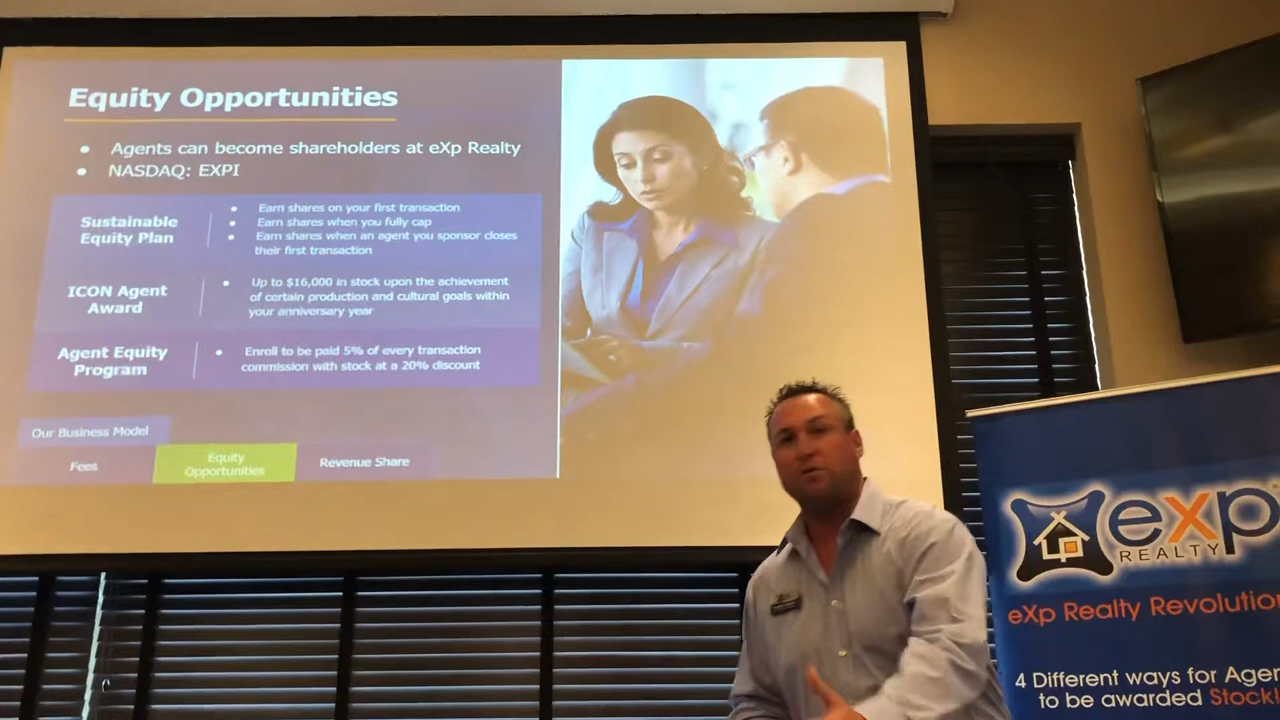 Equity Opportunities
• Agents can become shareholders at eXp Realty
• NASDAQ: EXPI
Sustainable
Equity Plan
• Earn shares on your first transaction
• Earn shares when you fully cap
• Earn shares when an agent you sponsor closes
their first transaction
ICON Agent
Award
• Up to $16,000 in stock upon the achievement
of certain production and cultural goals within
your anniversary year
Agent Equity
Program
• Enroll to be paid 5% of every transaction
commission with stock at a 20% discount
Our Business Model
Fees
Equity
Opportunities
Revenue Share
exp
REALTY
eXp Realty Revolution
4 Different ways for Agen
to be awarded Stock!